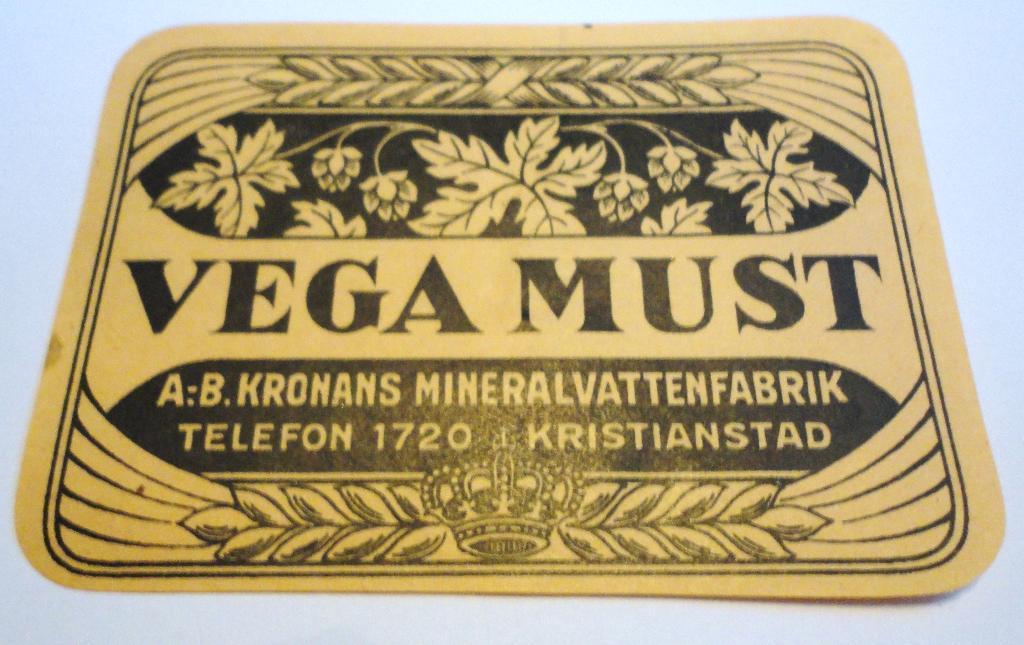 VEGA MUST
A.-B. KRONANS MINERALVATTENFABRIK
TELEFON 1720 KRISTIANSTAD